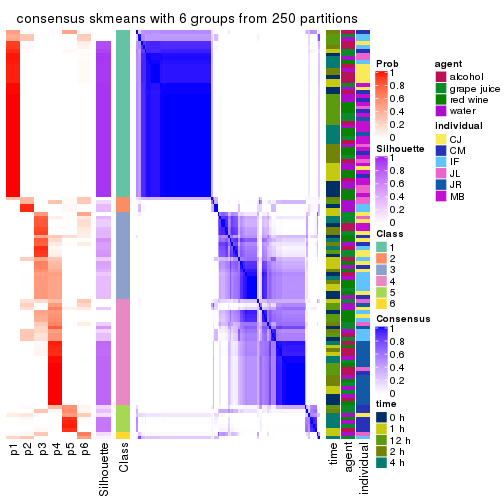 consensus skmeans with 6 groups from 250 partitions
Prob
1
0.8
0.6
0.4
0.2
0
Silhouette
1
0.8
0.6
0.4
0.2
0
Class
1
2
3
4
5
6
Consensus
1
0.8
0.6
0.4
0.2
0
time
0 h
1 h
12 h
2 h
4 h
agent
alcohol
grape juice
red wine
water
individual
CJ
CM
IF
JL
JR
MB
p1
p2
p3
p4
p5
p6
Silhouette
Class
time
agent
individual